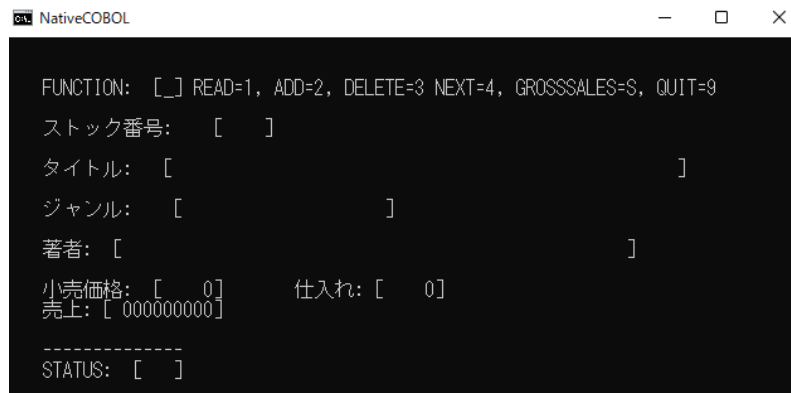 NativeCOBOL
FUNCTION: [_] READ=1, ADD=2, DELETE=3 NEXT=4, GROSSSALES=S, QUIT=9
ストック番号: [ ]
タイトル: [ ]
ジャンル: [ ]
著者: [ ]
小売価格: [ 0] 仕入れ: [ 0]
売上: [ 000000000]
--------------
STATUS: [ ]